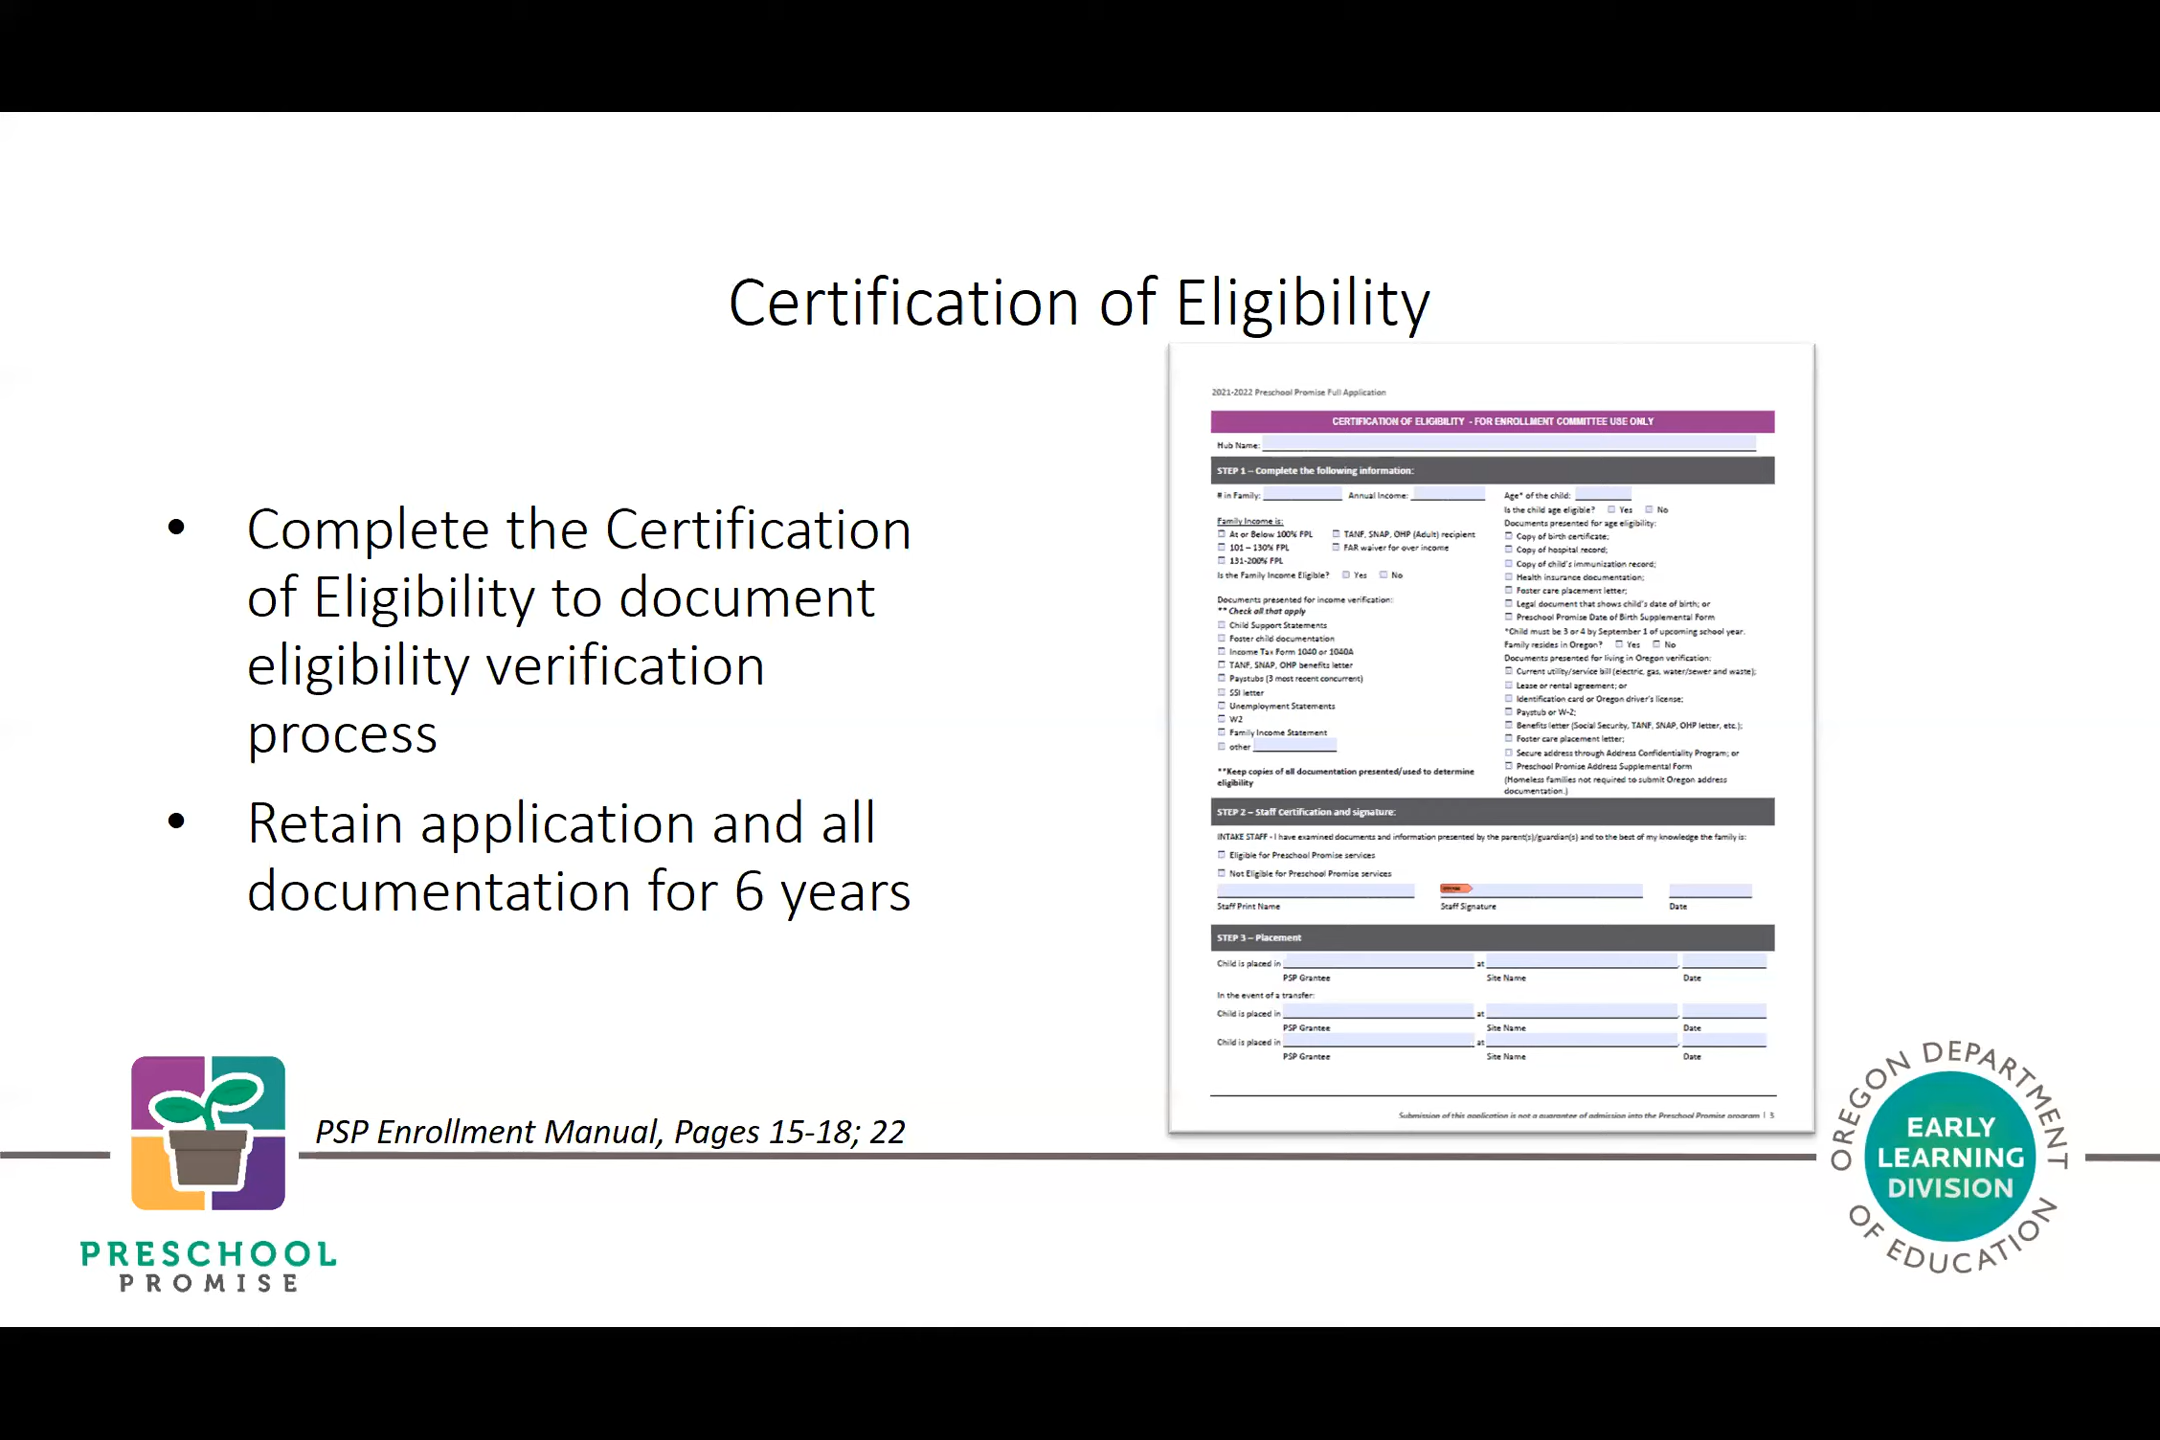 Certification of Eligibility
• Complete the Certification
of Eligibility to document
eligibility verification
process
• Retain application and all
documentation for 6 years
2021-2022 Preschool Promise Full Application
CERTIFICATION OF ELIGIBILITY - FOR ENROLLMENT COMMITTEE USE ONLY
Hub Name:
STEP 1 – Complete the following information:
# in Family: Annual Income:
Family Income is:
At or Below 100% FPL TANF, SNAP, OHP (Adult) recipient
101 – 130% FPL FAR waiver for over income
131-200% FPL
Is the Family Income Eligible? Yes No
Documents presented for income verification:
** Check all that apply
Child Support Statements
Foster child documentation
Income Tax Form 1040 or 1040A
TANF, SNAP, OHP benefits letter
Paystubs (3 most recent concurrent)
SSI letter
Unemployment Statements
W2
Family Income Statement
other
**Keep copies of all documentation presented/used to determine
eligibility
Age* of the child:
Is the child age eligible? Yes No
Documents presented for age eligibility:
Copy of birth certificate;
Copy of hospital record;
Copy of child's immunization record;
Health insurance documentation;
Foster care placement letter;
Legal document that shows child's date of birth; or
Preschool Promise Date of Birth Supplemental Form
*Child must be 3 or 4 by September 1 of upcoming school year.
Family resides in Oregon? Yes No
Documents presented for living in Oregon verification:
Current utility/service bill (electric, gas, water/sewer and waste);
Lease or rental agreement; or
Identification card or Oregon driver's license;
Paystub or W-2;
Benefits letter (Social Security, TANF, SNAP, OHP letter, etc.);
Foster care placement letter;
Secure address through Address Confidentiality Program; or
Preschool Promise Address Supplemental Form
(Homeless families not required to submit Oregon address
documentation.)
STEP 2 – Staff Certification and signature:
INTAKE STAFF - I have examined documents and information presented by the parent(s)/guardian(s) and to the best of my knowledge the family is:
Eligible for Preschool Promise services
Not Eligible for Preschool Promise services
Staff Print Name Staff Signature Date
STEP 3 – Placement
Child is placed in at
PSP Grantee Site Name Date
In the event of a transfer:
Child is placed in at
PSP Grantee Site Name Date
Child is placed in at
PSP Grantee Site Name Date
Submission of this application is not a guarantee of admission into the Preschool Promise program | 5
PSP Enrollment Manual, Pages 15-18; 22
PRESCHOOL
PROMISE
OREGON DEPARTMENT
OF EDUCATION
EARLY
LEARNING
DIVISION